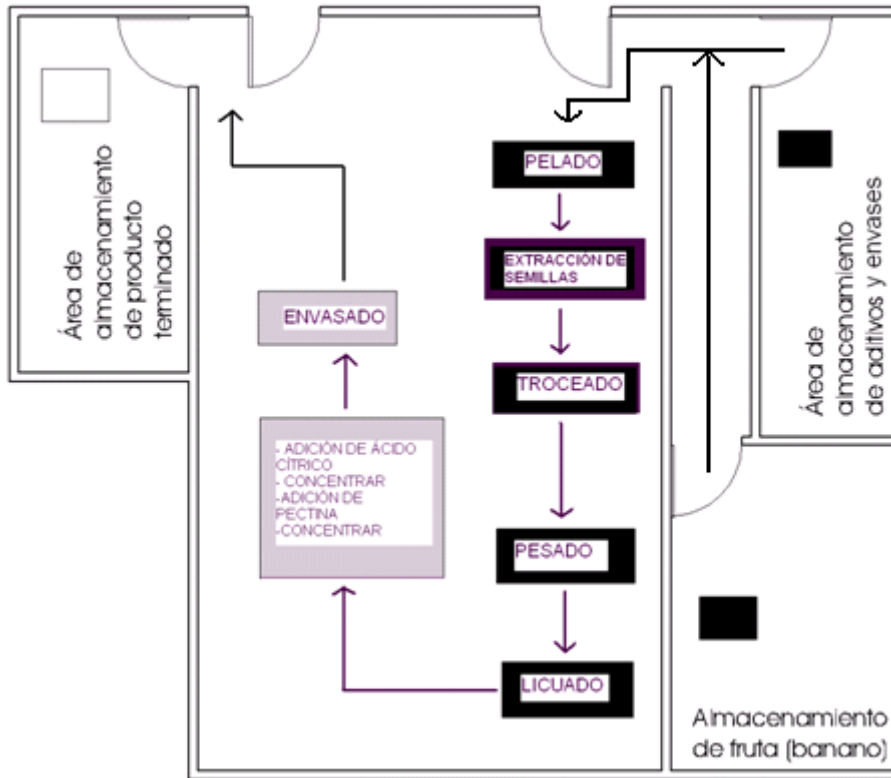 Área de
almacenamiento
de producto
terminado
PELADO
EXTRACCIÓN DE
SEMILLAS
TROCEADO
PESADO
LICUADO
- ADICIÓN DE ÁCIDO
CÍTRICO
- CONCENTRAR
-ADICIÓN DE
PECTINA
-CONCENTRAR
ENVASADO
Área de
almacenamiento
de aditivos y envases
Almacenamiento
de fruta (banano)